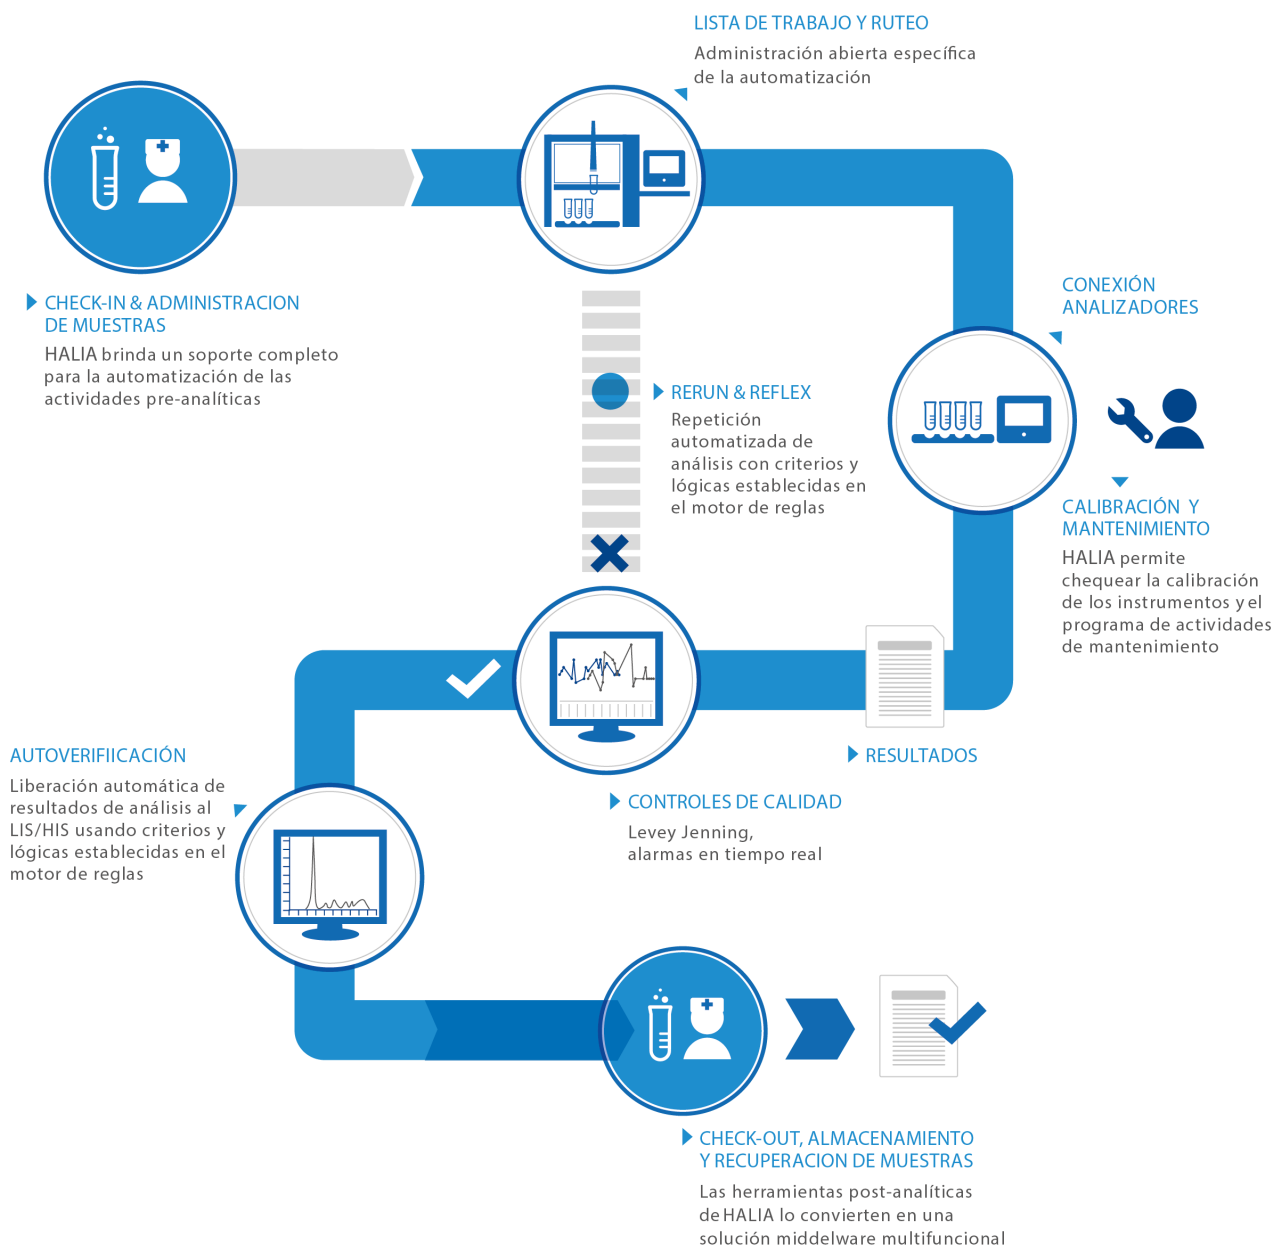 LISTA DE TRABAJO Y RUTEO
Administración abierta específica
de la automatización
CHECK-IN & ADMINISTRACION
DE MUESTRAS
HALIA brinda un soporte completo
para la automatización de las
actividades pre-analíticas
CONEXIÓN
ANALIZADORES
RERUN & REFLEX
Repetición
automatizada de
análisis con criterios y
lógicas establecidas en
el motor de reglas
CALIBRACIÓN Y
MANTENIMIENTO
HALIA permite
chequear la calibración
de los instrumentos y el
programa de actividades
de mantenimiento
RESULTADOS
CONTROLES DE CALIDAD
Levey Jenning,
alarmas en tiempo real
AUTOVERIFIICACIÓN
Liberación automática de
resultados de análisis al
LIS/HIS usando criterios y
lógicas establecidas en el
motor de reglas
CHECK-OUT, ALMACENAMIENTO
Y RECUPERACION DE MUESTRAS
Las herramientas post-analíticas
de HALIA lo convierten en una
solución middelware multifuncional